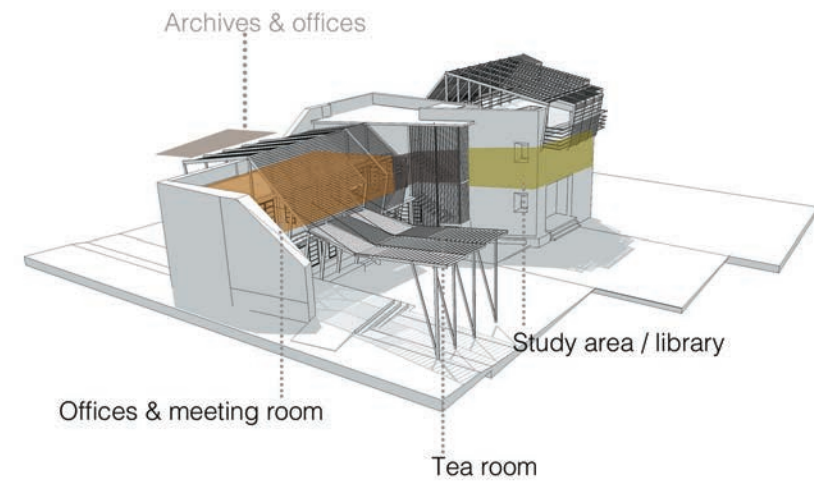 Archives & offices
Study area / library
Offices & meeting room
Tea room